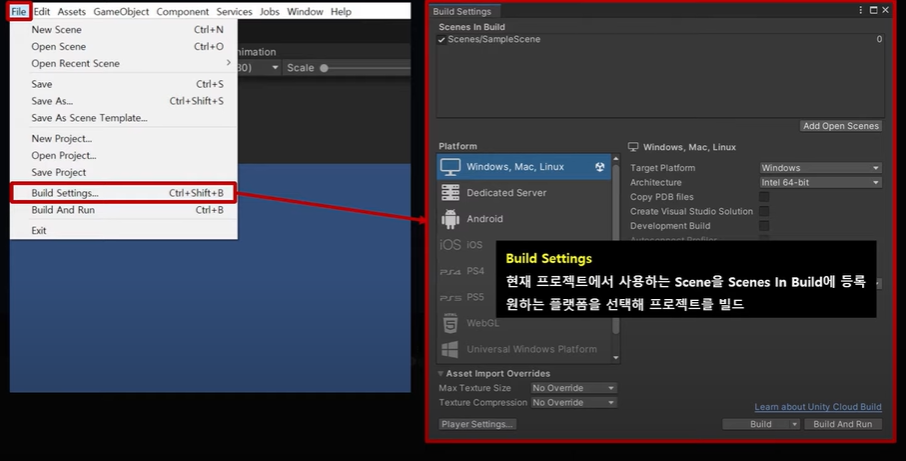 File Edit Assets GameObject Component Services Jobs Window Help
New Scene Ctrl+N
Open Scene Ctrl+O
Open Recent Scene >
Save Ctrl+S
Save As... Ctrl+Shift+S
Save As Scene Template...
New Project...
Open Project...
Save Project
Build Settings... Ctrl+Shift+B
Build And Run Ctrl+B
Exit
Scale
Build Settings
Scenes In Build
Scenes/SampleScene 0
Add Open Scenes
Platform
Windows, Mac, Linux
Dedicated Server
Android
iOS iOS
PS4 PS4
PS5 PS5
WebGL
Universal Windows Platform
Windows, Mac, Linux
Target Platform Windows
Architecture Intel 64-bit
Copy PDB files
Create Visual Studio Solution
Development Build
Build Settings
현재 프로젝트에서 사용하는 Scene을 Scenes In Build에 등록
원하는 플랫폼을 선택해 프로젝트를 빌드
Asset Import Overrides
Max Texture Size No Override
Texture Compression No Override
Learn about Unity Cloud Build
Player Settings... Build Build And Run